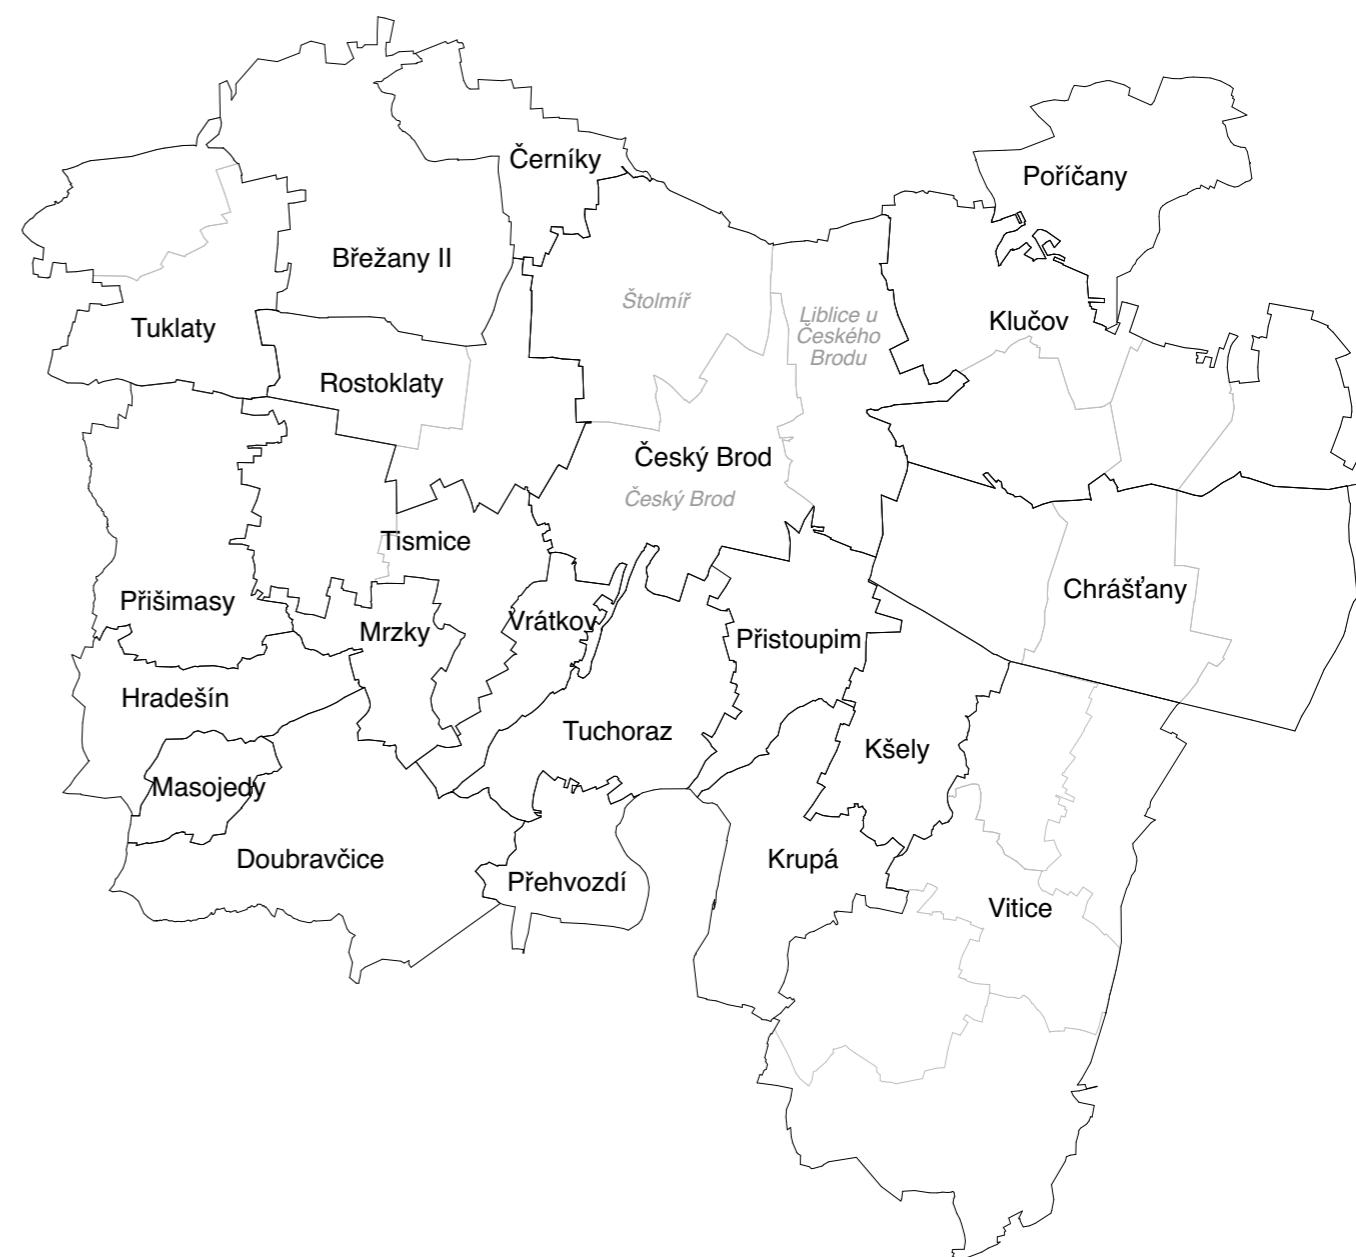 Černíky
Poříčany
Břežany II
Štolmíř
Liblice u
Českého
Brodu
Tuklaty
Klučov
Rostoklaty
Český Brod
Český Brod
Tismice
Chrášťany
Přišimasy
Mrzky
Vrátkov
Přistoupim
Hradešín
Tuchoraz
Kšely
Masojedy
Doubravčice
Krupá
Přehvozdí
Vitice